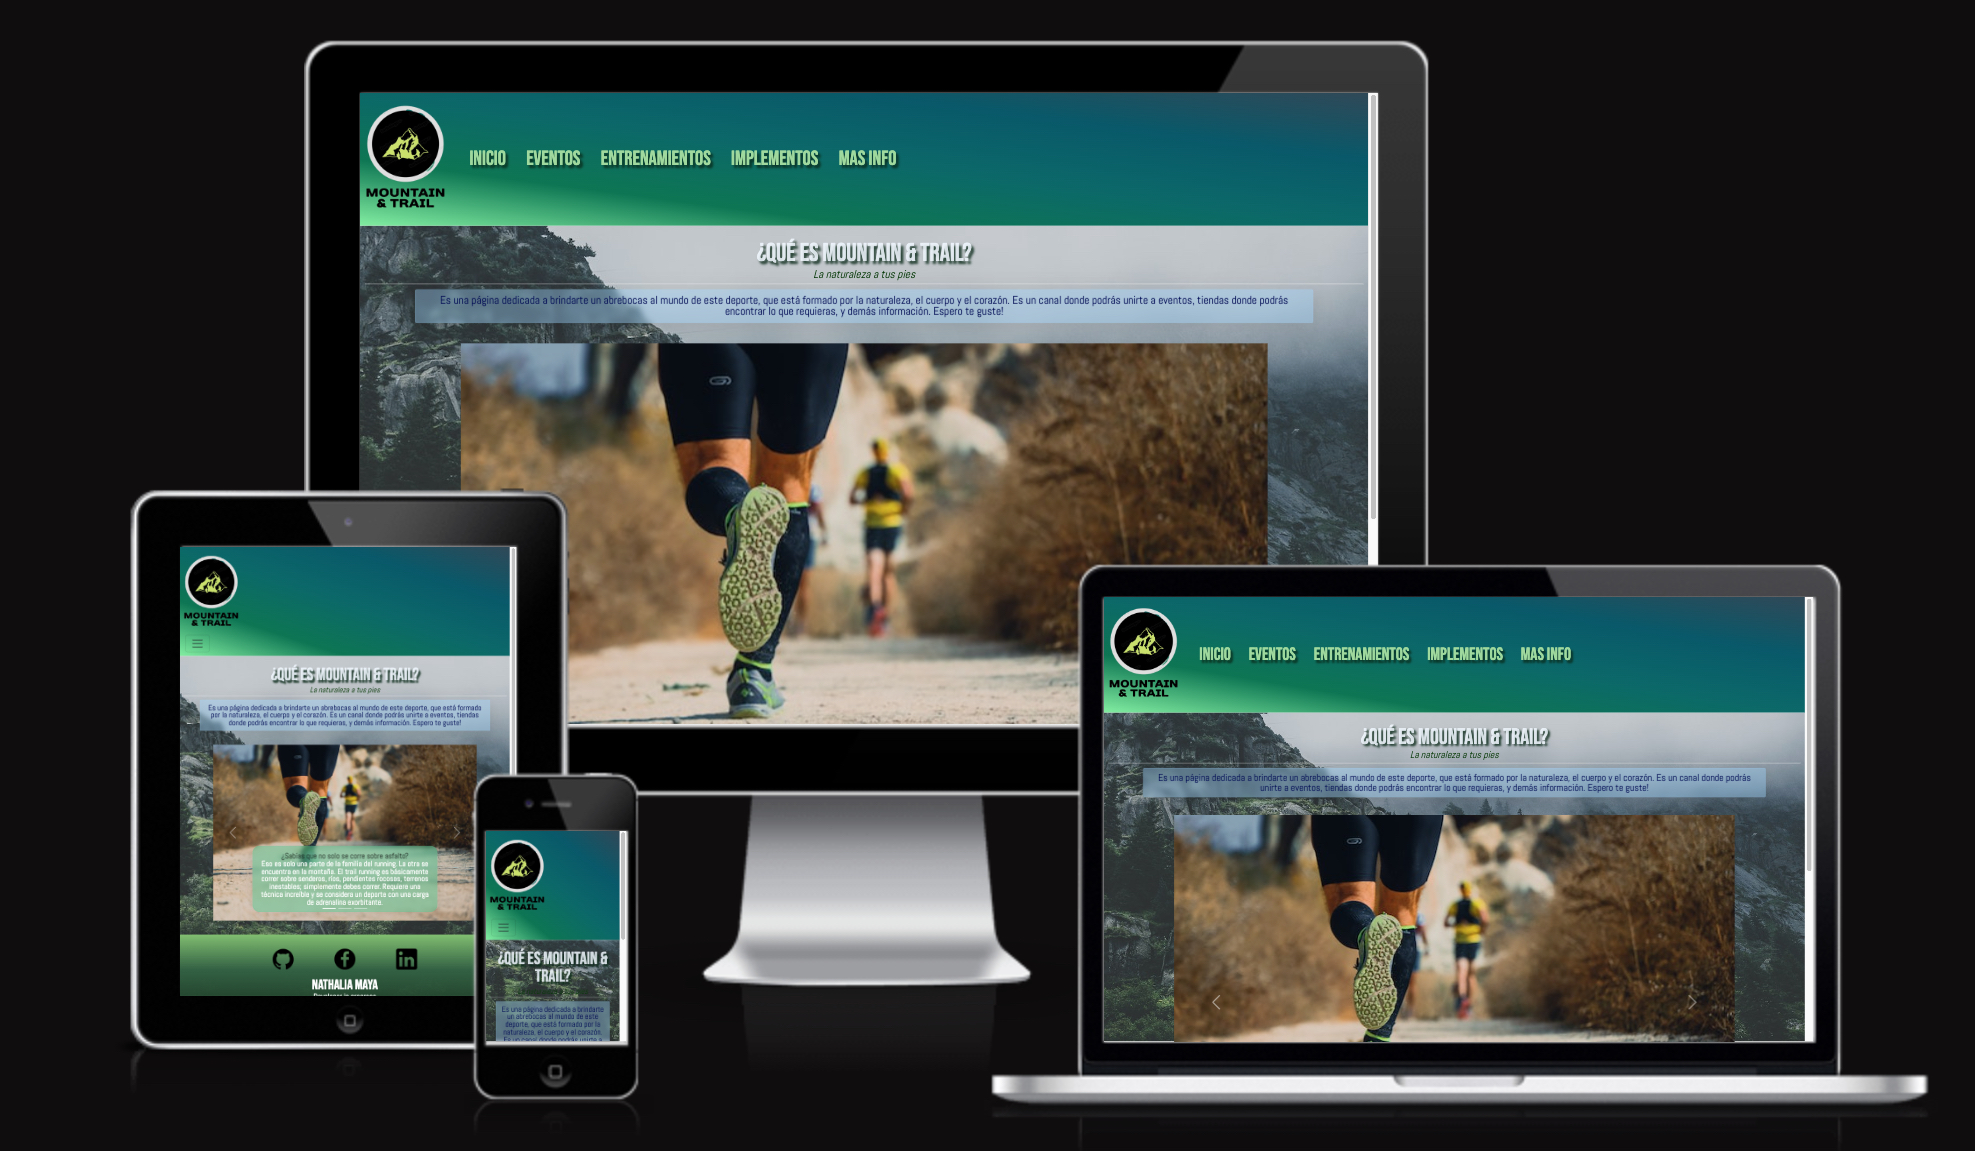 MOUNTAIN
& TRAIL
INICIO EVENTOS ENTRENAMIENTOS IMPLEMENTOS MAS INFO
¿QUÉ ES MOUNTAIN & TRAIL?
La naturaleza a tus pies
Es una página dedicada a brindarte un abrebocas al mundo de este deporte, que está formado por la naturaleza, el cuerpo y el corazón. Es un canal donde podrás unirte a eventos, tiendas donde podrás
encontrar lo que requieras, y demás información. Espero te guste!
MOUNTAIN
& TRAIL
¿QUÉ ES MOUNTAIN & TRAIL?
La naturaleza a tus pies
Es una página dedicada a brindarte un abrebocas al mundo de este deporte, que está formado
por la naturaleza, el cuerpo y el corazón. Es un canal donde podrás unirte a eventos, tiendas
donde podrás encontrar lo que requieras, y demás información. Espero te guste!
¿Sabías que no solo se corre sobre asfalto?
Eso es solo una parte de la familia del running. La otra se
encuentra en la montaña. El trail running es básicamente
correr sobre senderos, ríos, pendientes rocosas, terrenos
inestables, simplemente debes correr. Requiere una
técnica increíble y se considera un deporte con una carga
de adrenalina exorbitante.
NATHALIA MAYA
MOUNTAIN
& TRAIL
¿QUÉ ES MOUNTAIN &
TRAIL?
Es una página dedicada a brindarte
un abrebocas al mundo de este
deporte, que está formado por la
naturaleza, el cuerpo y el corazón.
Es un canal donde podrás unirte a
MOUNTAIN
& TRAIL
INICIO EVENTOS ENTRENAMIENTOS IMPLEMENTOS MAS INFO
¿QUÉ ES MOUNTAIN & TRAIL?
La naturaleza a tus pies
Es una página dedicada a brindarte un abrebocas al mundo de este deporte, que está formado por la naturaleza, el cuerpo y el corazón. Es un canal donde podrás
unirte a eventos, tiendas donde podrás encontrar lo que requieras, y demás información. Espero te guste!